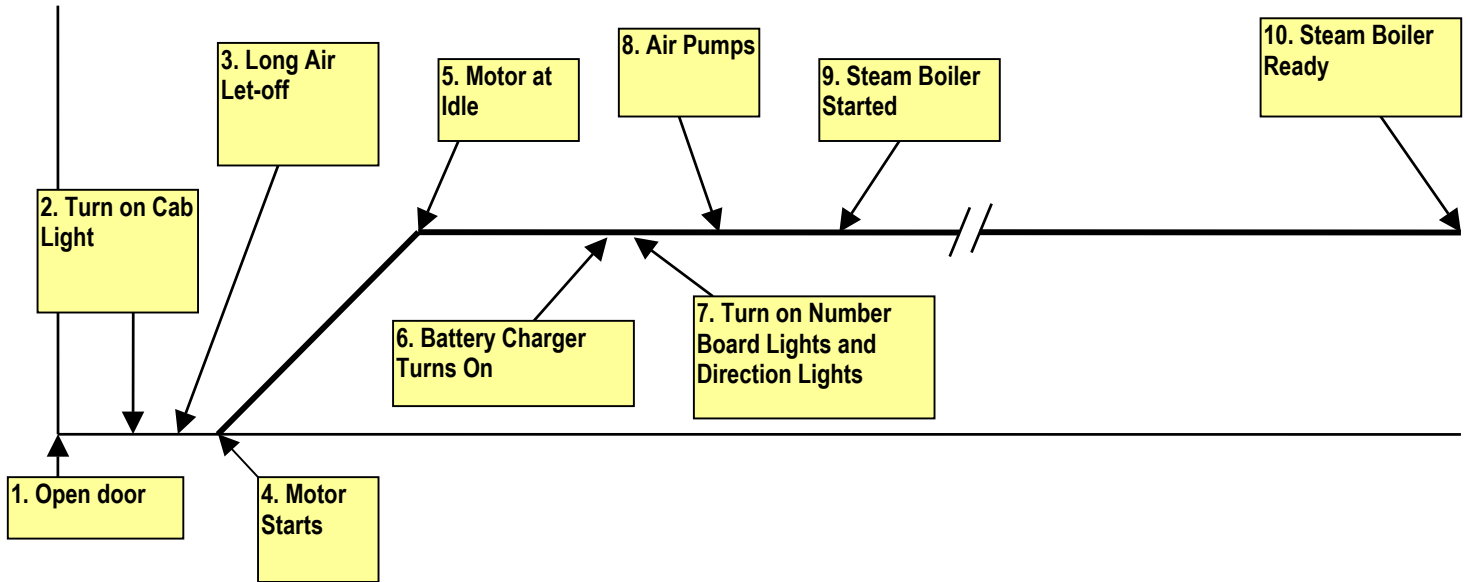 1. Open door
2. Turn on Cab
Light
3. Long Air
Let-off
4. Motor
Starts
5. Motor at
Idle
6. Battery Charger
Turns On
7. Turn on Number
Board Lights and
Direction Lights
8. Air Pumps
9. Steam Boiler
Started
10. Steam Boiler
Ready